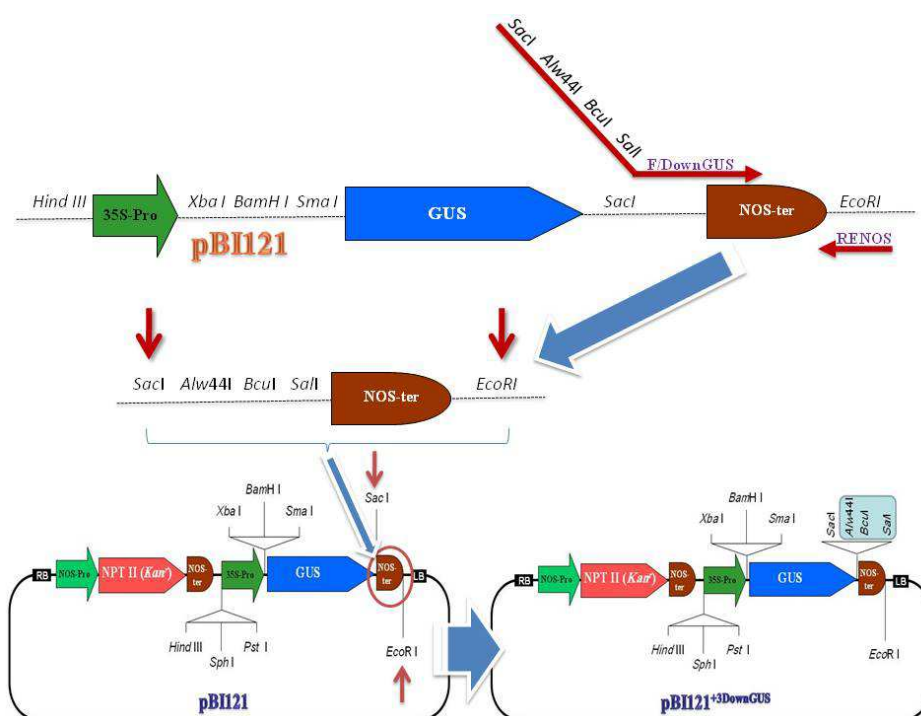 SacI
Alw44I
BcuI
SalI
F/DownGUS
Hind III
35S-Pro
Xba I BamH I Sma I
GUS
SacI
NOS-ter
EcoRI
pBI121
RENOS
SacI Alw44I BcuI SalI
NOS-ter
EcoRI
BamH I
Xba I
Sma I
Sac I
RB
NOS-Pro
NPT II (Kanʳ)
NOS-ter
35S-Pro
GUS
NOS-ter
LB
Hind III
Sph I
Pst I
EcoR I
pBI121
BamH I
Xba I
Sma I
SacI
Alw44I
BcuI
SalI
RB
NOS-Pro
NPT II (Kanʳ)
NOS-ter
35S-Pro
GUS
NOS-ter
LB
Hind III
Sph I
Pst I
EcoR I
pBI121+3DownGUS